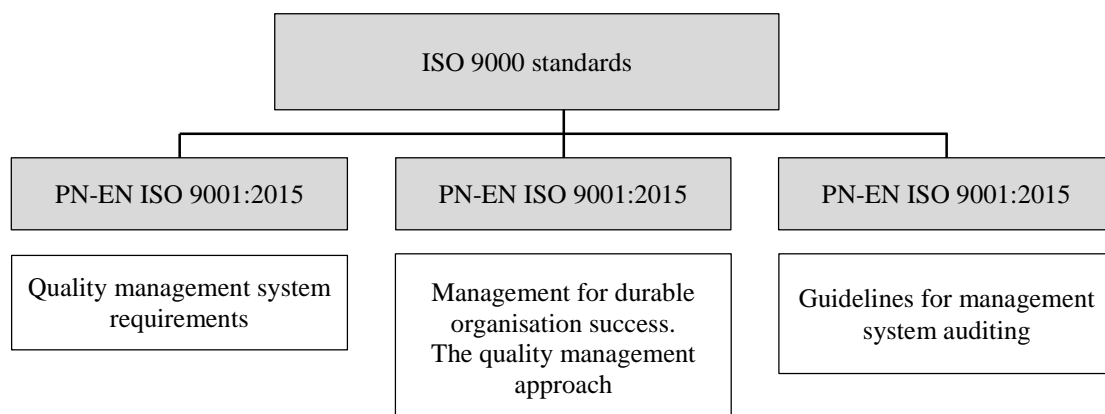 ISO 9000 standards
PN-EN ISO 9001:2015
PN-EN ISO 9001:2015
PN-EN ISO 9001:2015
Quality management system
requirements
Management for durable
organisation success.
The quality management
approach
Guidelines for management
system auditing